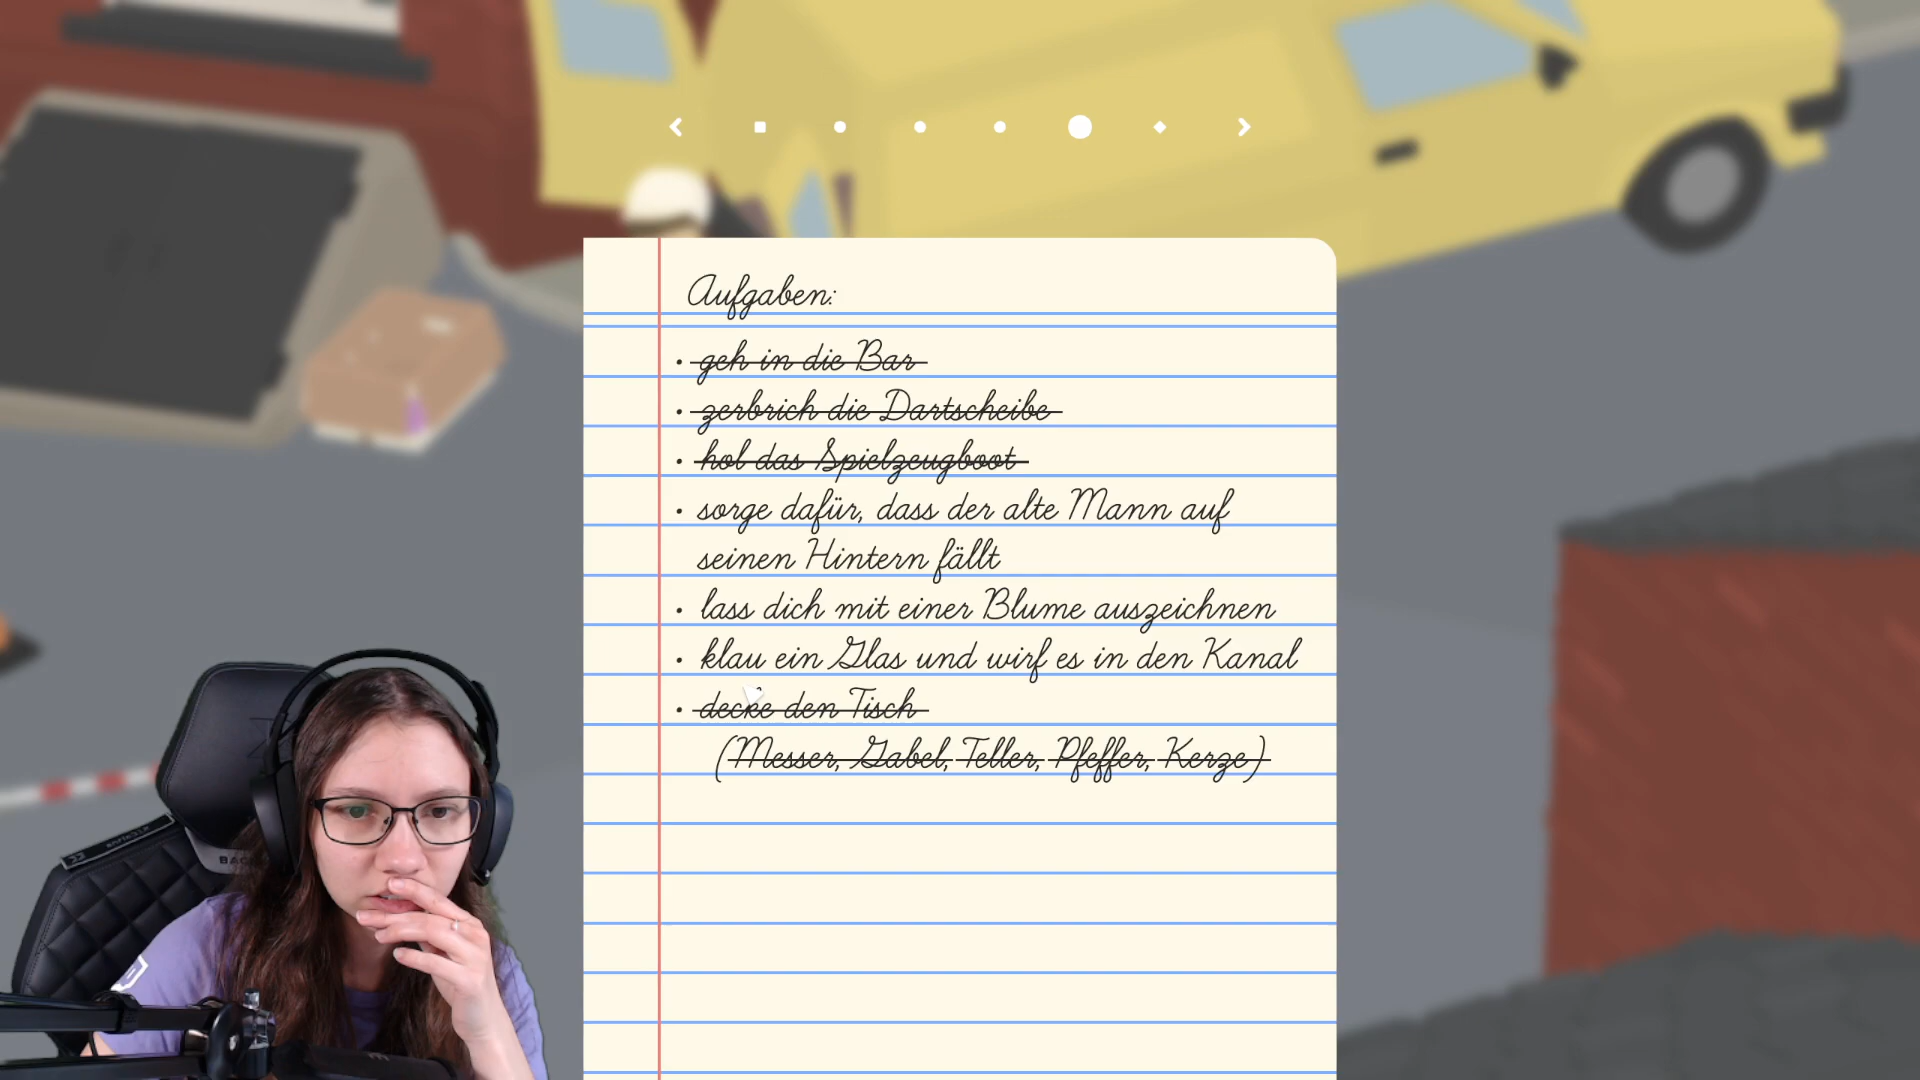 Aufgaben:
• geh in die Bar
• zerbrich die Dartscheibe
• hol das Spielzeugboot
• sorge dafür, dass der alte Mann auf
seinen Hintern fällt
• lass dich mit einer Blume auszeichnen
• klau ein Glas und wirf es in den Kanal
• decke den Tisch
(Messer, Gabel, Teller, Pfeffer, Kerze)